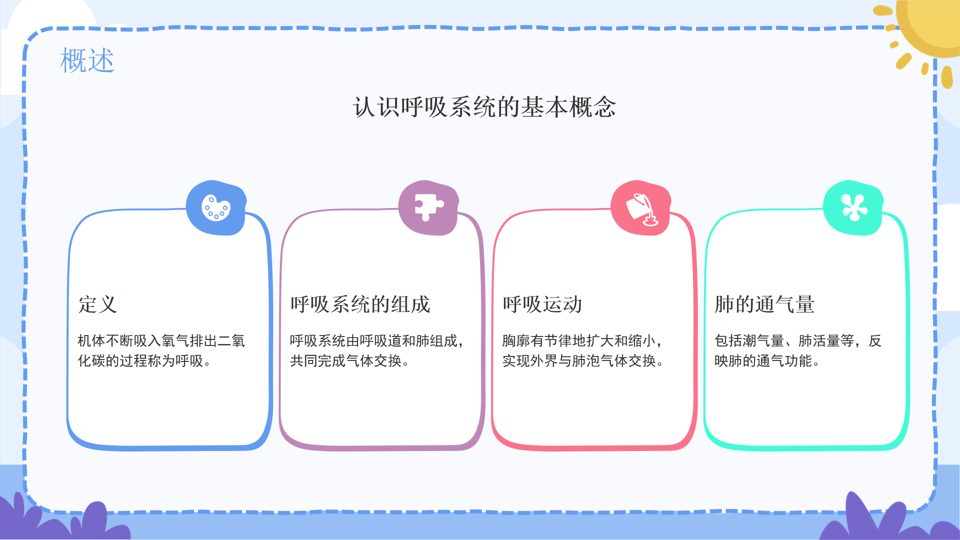 概述
认识呼吸系统的基本概念
定义
机体不断吸入氧气排出二氧
化碳的过程称为呼吸。
呼吸系统的组成
呼吸系统由呼吸道和肺组成，
共同完成气体交换。
呼吸运动
胸廓有节律地扩大和缩小，
实现外界与肺泡气体交换。
肺的通气量
包括潮气量、肺活量等，反
映肺的通气功能。